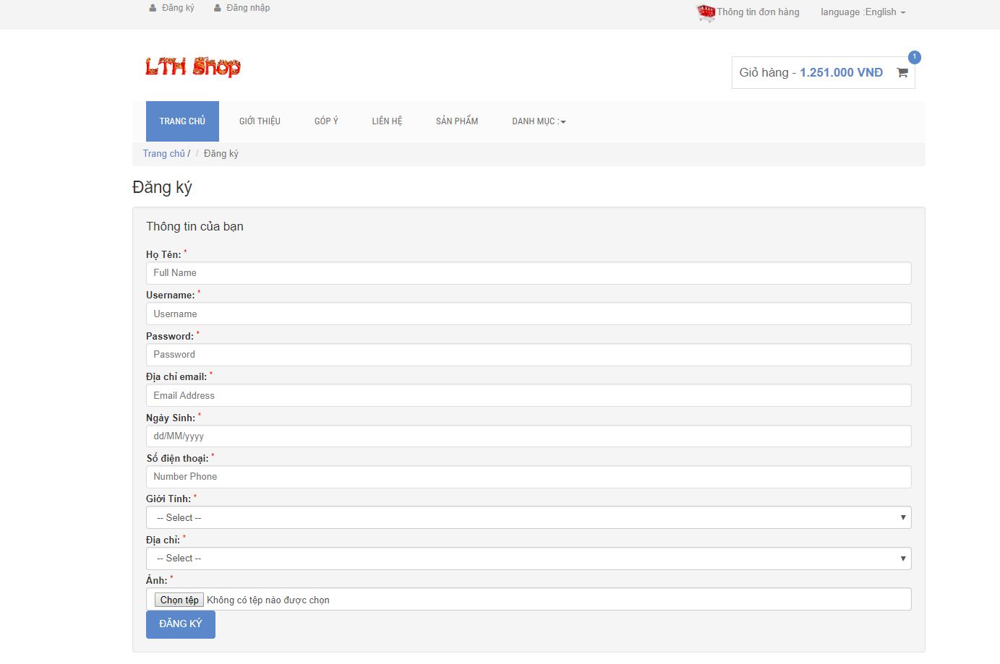 Đăng ký Đăng nhập Thông tin đơn hàng language :English
LTH Shop
Giỏ hàng - 1.251.000 VNĐ 1
TRANG CHỦ GIỚI THIỆU GÓP Ý LIÊN HỆ SẢN PHẨM DANH MỤC :
Trang chủ / / Đăng ký
Đăng ký
Thông tin của bạn
Họ Tên: *
Full Name
Username: *
Username
Password: *
Password
Địa chỉ email: *
Email Address
Ngày Sinh: *
dd/MM/yyyy
Số điện thoại: *
Number Phone
Giới Tính: *
-- Select --
Địa chỉ: *
-- Select --
Ảnh: *
Chọn tệp Không có tệp nào được chọn
ĐĂNG KÝ